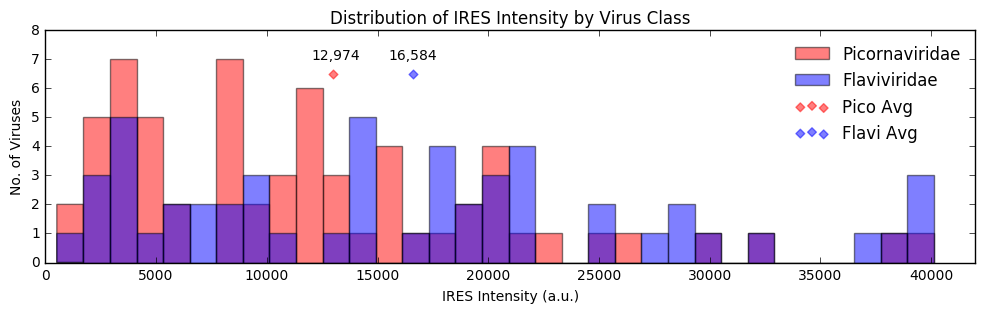 Distribution of IRES Intensity by Virus Class
8
7
6
5
4
3
2
1
0
No. of Viruses
12,974
16,584
Picornaviridae
Flaviviridae
Pico Avg
Flavi Avg
0 5000 10000 15000 20000 25000 30000 35000 40000
IRES Intensity (a.u.)